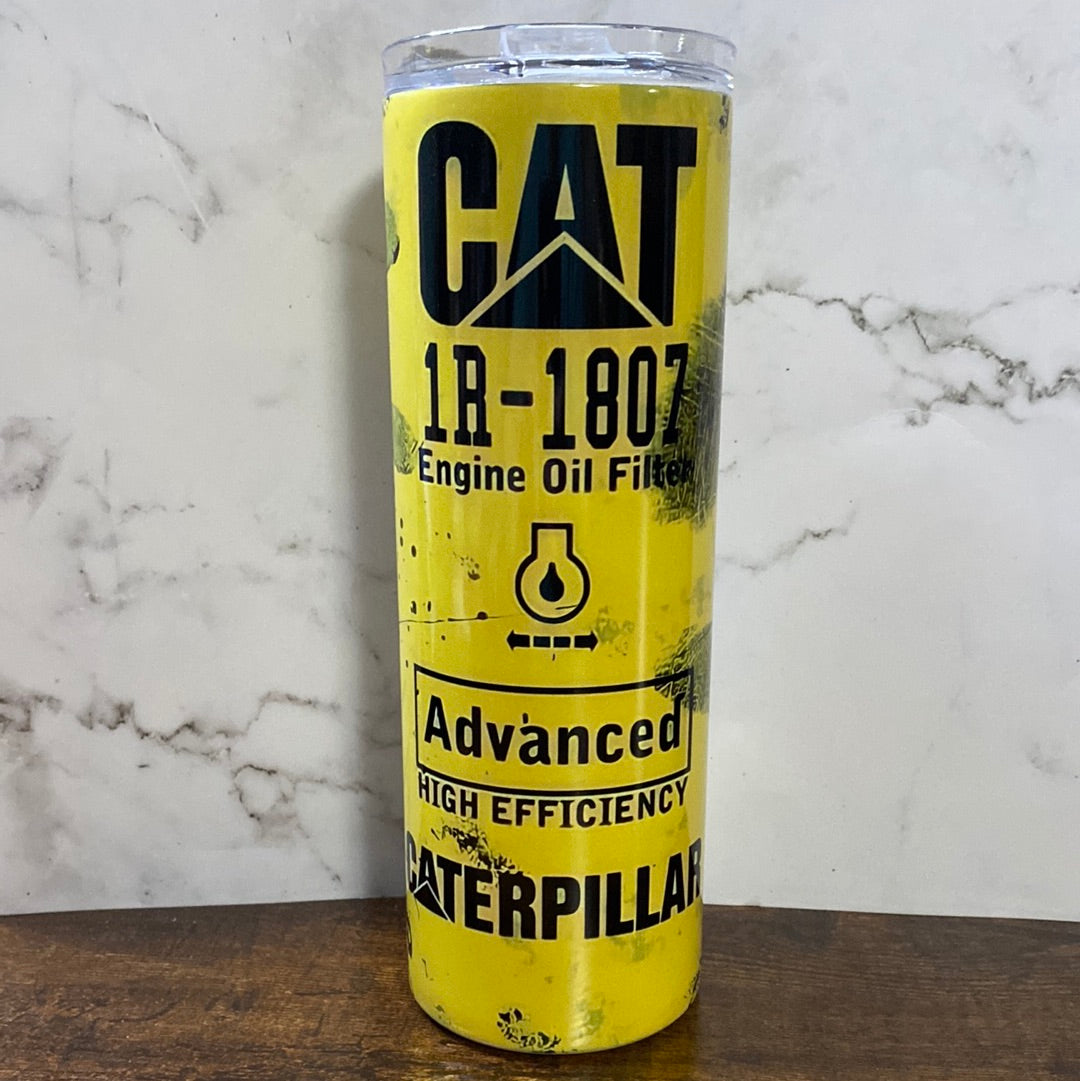 CAT
1R-1807
Engine Oil Filter
Advanced
HIGH EFFICIENCY
CATERPILLAR